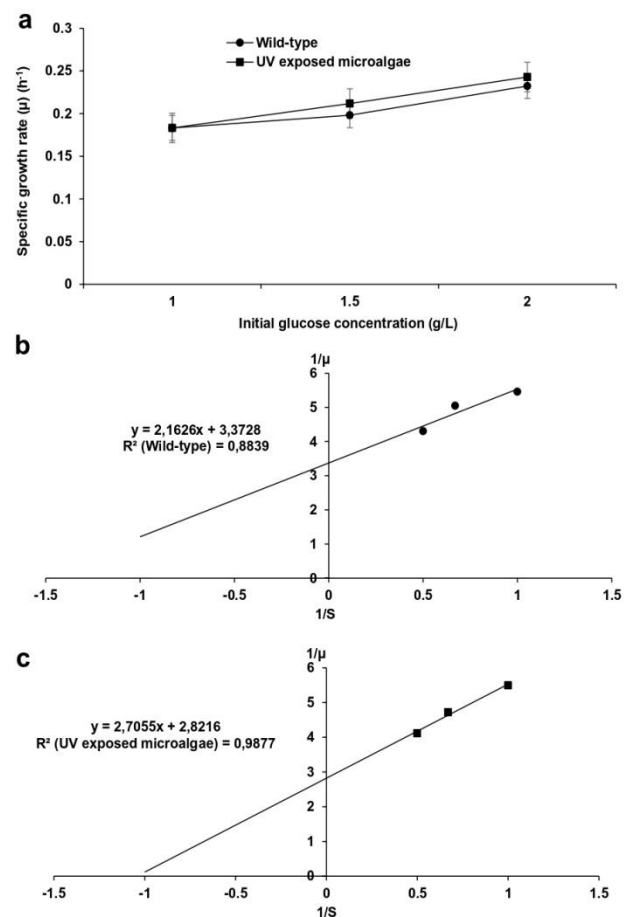 a
Wild-type
UV exposed microalgae
Specific growth rate (μ) (h⁻¹)
0.3
0.25
0.2
0.15
0.1
0.05
0
1 1.5 2
Initial glucose concentration (g/L)
b
1/μ
6
5
4
3
2
1
0
y = 2,1626x + 3,3728
R² (Wild-type) = 0,8839
-1.5 -1 -0.5 0.5 1 1.5
1/S
c
1/μ
6
5
4
3
2
1
0
y = 2,7055x + 2,8216
R² (UV exposed microalgae) = 0,9877
-1.5 -1 -0.5 0 0.5 1 1.5
1/S